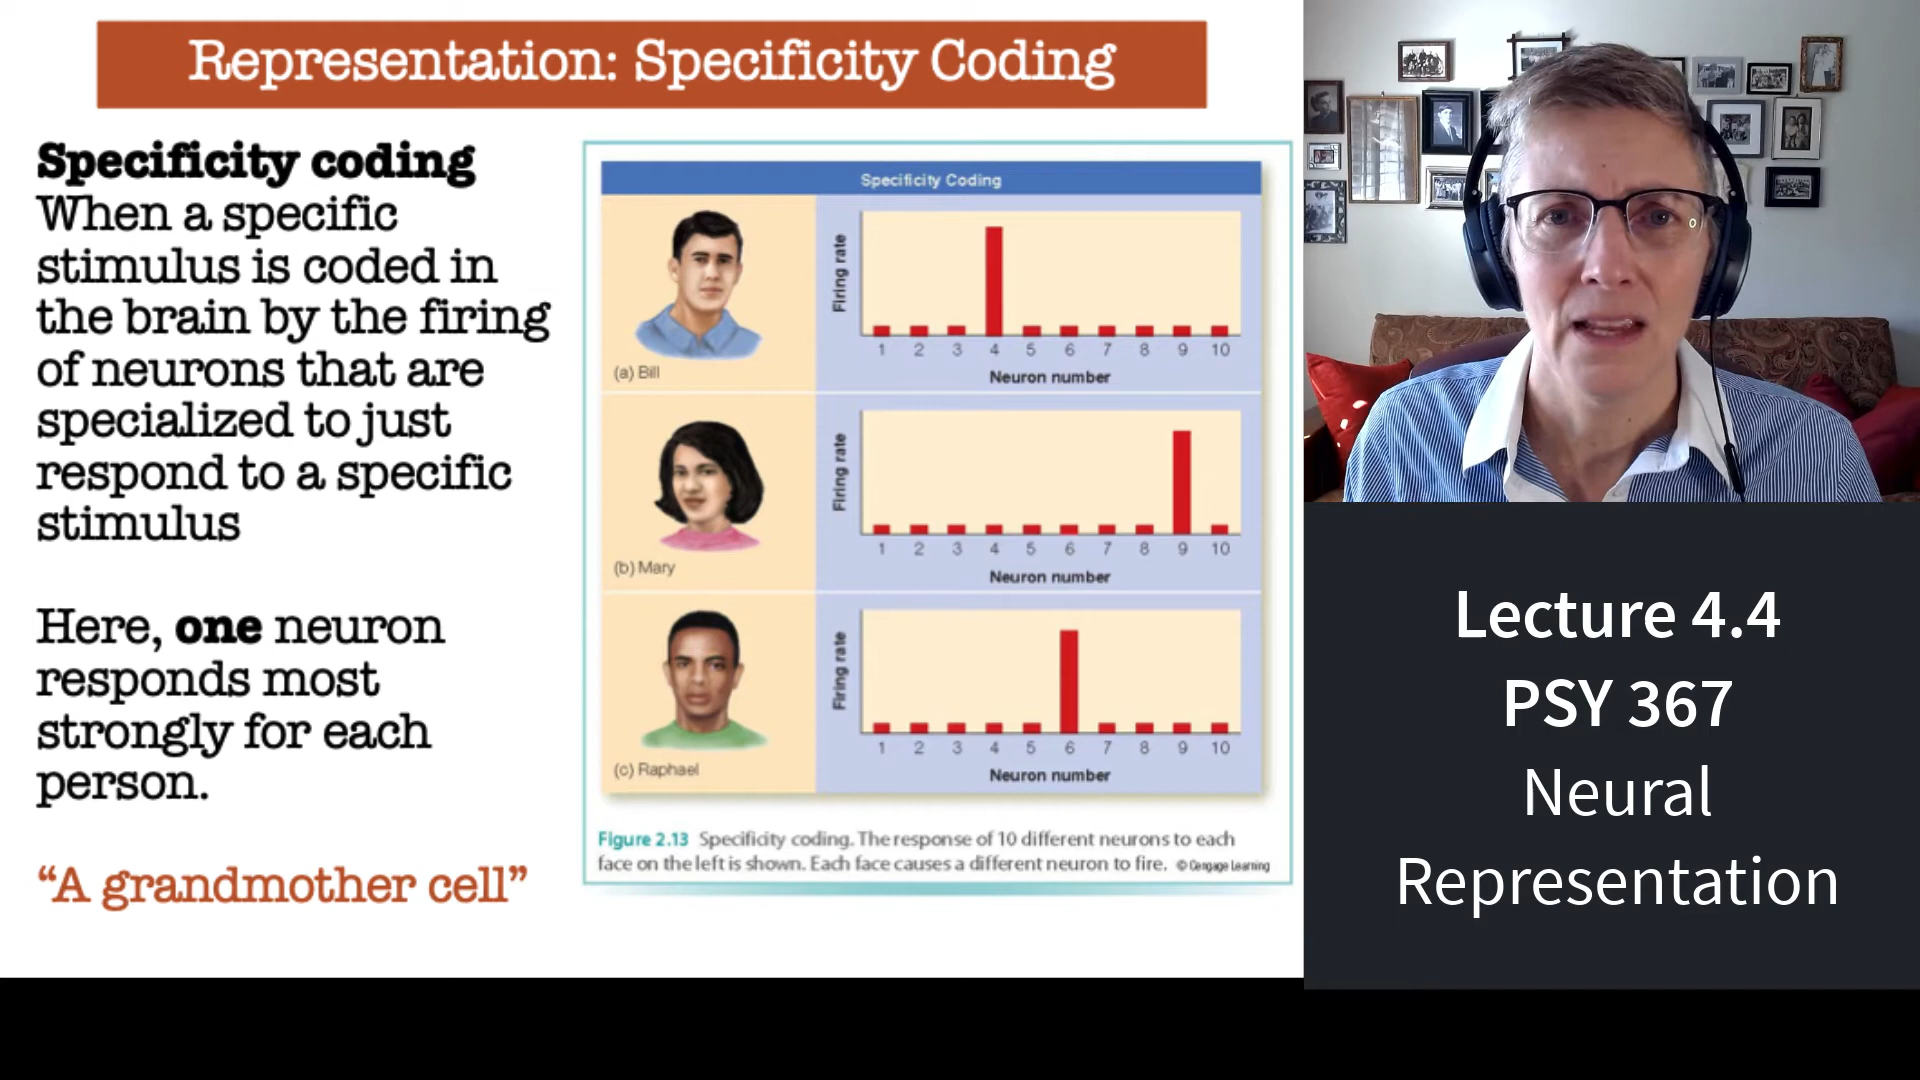 Representation: Specificity Coding
Specificity coding
When a specific
stimulus is coded in
the brain by the firing
of neurons that are
specialized to just
respond to a specific
stimulus
Here, one neuron
responds most
strongly for each
person.
“A grandmother cell”
Specificity Coding
(a) Bill
Firing rate
1 2 3 4 5 6 7 8 9 10
Neuron number
(b) Mary
Firing rate
1 2 3 4 5 6 7 8 9 10
Neuron number
(c) Raphael
Firing rate
1 2 3 4 5 6 7 8 9 10
Neuron number
Figure 2.13 Specificity coding. The response of 10 different neurons to each
face on the left is shown. Each face causes a different neuron to fire. © Cengage Learning
Lecture 4.4
PSY 367
Neural
Representation